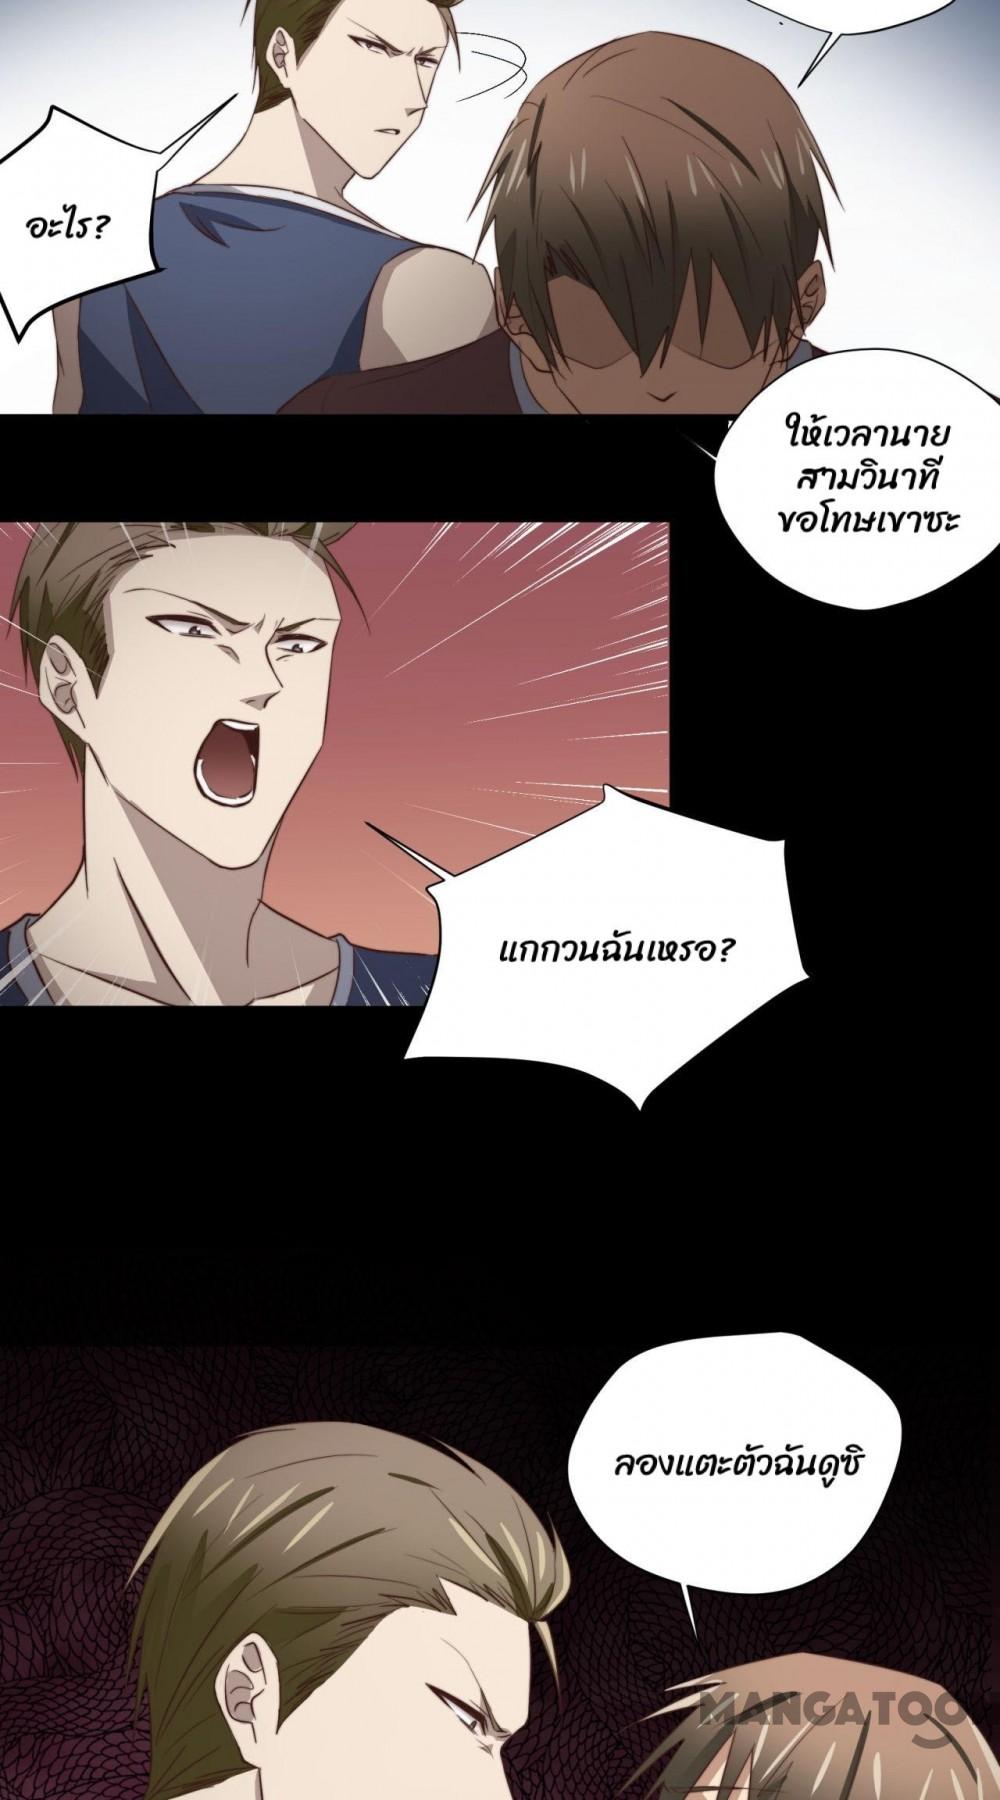 อะไร?
ให้เวลานาย
สามวินาที
ขอโทษเขาซะ
แกกวนฉันเหรอ?
ลองแตะตัวฉันดูซิ
MANGATOON